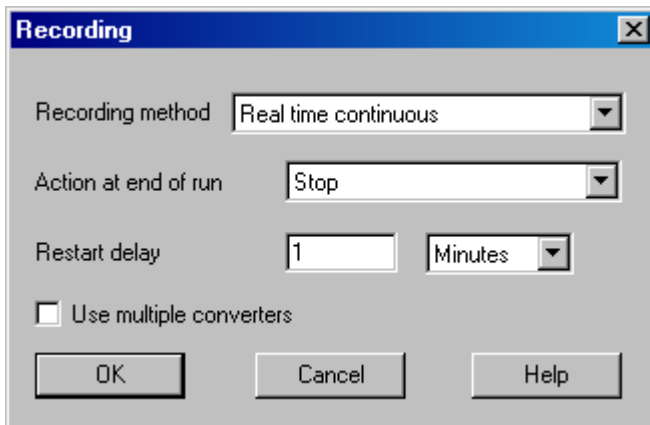 Recording
Recording method Real time continuous
Action at end of run Stop
Restart delay 1 Minutes
Use multiple converters
OK Cancel Help